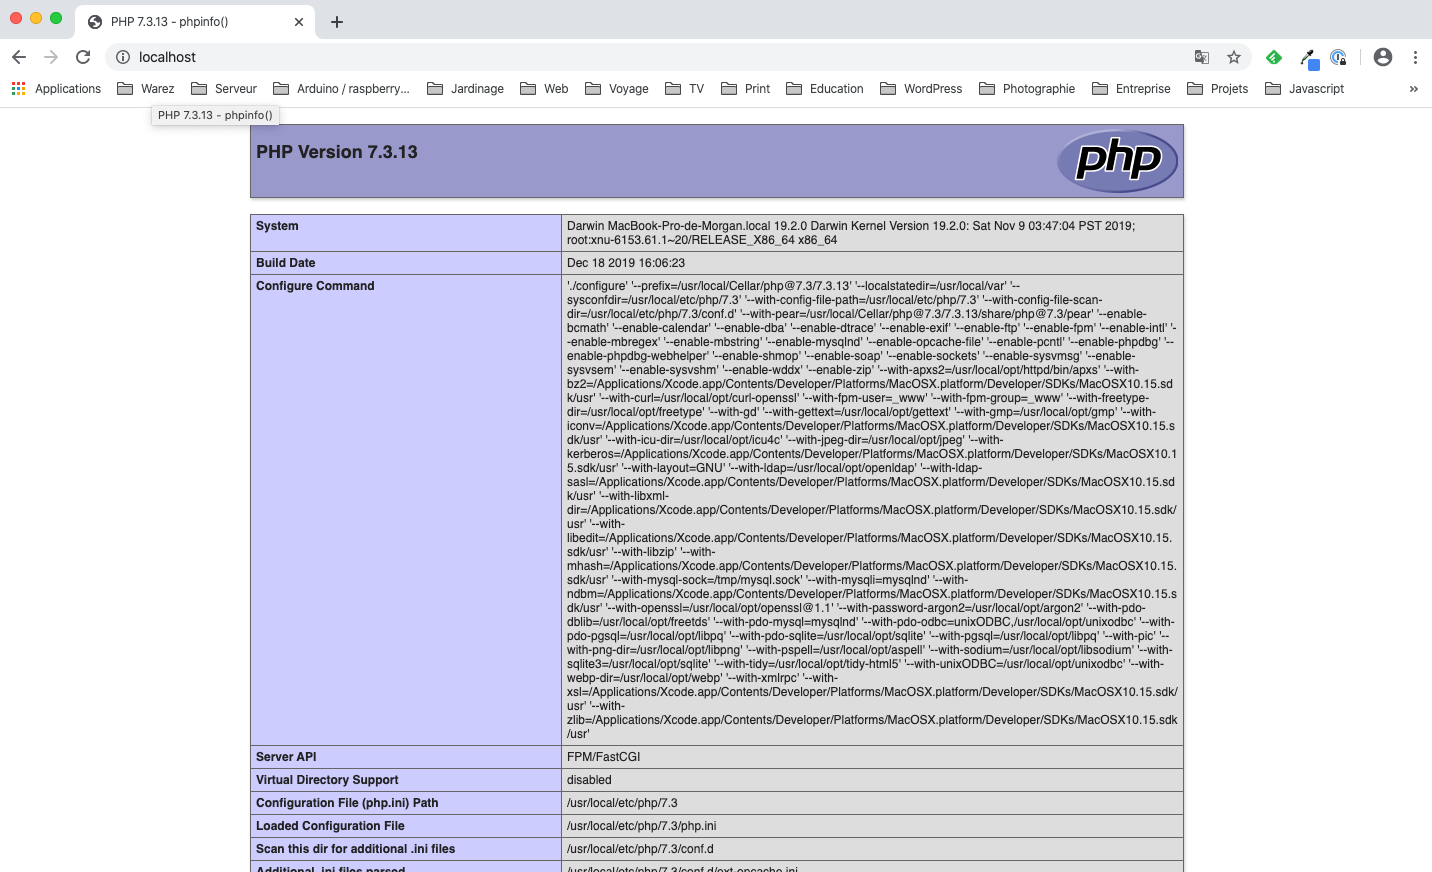 PHP 7.3.13 - phpinfo()
localhost
Applications Warez Serveur Arduino / raspberry... Jardinage Web Voyage TV Print Education WordPress Photographie Entreprise Projets Javascript »
PHP 7.3.13 - phpinfo()
PHP Version 7.3.13
php
System
Darwin MacBook-Pro-de-Morgan.local 19.2.0 Darwin Kernel Version 19.2.0: Sat Nov 9 03:47:04 PST 2019;
root:xnu-6153.61.1~20/RELEASE_X86_64 x86_64
Build Date
Dec 18 2019 16:06:23
Configure Command
'./configure' '--prefix=/usr/local/Cellar/php@7.3/7.3.13' '--localstatedir=/usr/local/var' '--
sysconfdir=/usr/local/etc/php/7.3' '--with-config-file-path=/usr/local/etc/php/7.3' '--with-config-file-scan-
dir=/usr/local/etc/php/7.3/conf.d' '--with-pear=/usr/local/Cellar/php@7.3/7.3.13/share/php@7.3/pear' '--enable-
bcmath' '--enable-calendar' '--enable-dba' '--enable-dtrace' '--enable-exif' '--enable-ftp' '--enable-fpm' '--enable-intl' '-
-enable-mbregex' '--enable-mbstring' '--enable-mysqlnd' '--enable-opcache-file' '--enable-pcntl' '--enable-phpdbg' '--
enable-phpdbg-webhelper' '--enable-shmop' '--enable-soap' '--enable-sockets' '--enable-sysvmsg' '--enable-
sysvsem' '--enable-sysvshm' '--enable-wddx' '--enable-zip' '--with-apxs2=/usr/local/opt/httpd/bin/apxs' '--with-
bz2=/Applications/Xcode.app/Contents/Developer/Platforms/MacOSX.platform/Developer/SDKs/MacOSX10.15.sd
k/usr' '--with-curl=/usr/local/opt/curl-openssl' '--with-fpm-user=_www' '--with-fpm-group=_www' '--with-freetype-
dir=/usr/local/opt/freetype' '--with-gd' '--with-gettext=/usr/local/opt/gettext' '--with-gmp=/usr/local/opt/gmp' '--with-
iconv=/Applications/Xcode.app/Contents/Developer/Platforms/MacOSX.platform/Developer/SDKs/MacOSX10.15.s
dk/usr' '--with-icu-dir=/usr/local/opt/icu4c' '--with-jpeg-dir=/usr/local/opt/jpeg' '--with-
kerberos=/Applications/Xcode.app/Contents/Developer/Platforms/MacOSX.platform/Developer/SDKs/MacOSX10.1
5.sdk/usr' '--with-layout=GNU' '--with-ldap=/usr/local/opt/openldap' '--with-ldap-
sasl=/Applications/Xcode.app/Contents/Developer/Platforms/MacOSX.platform/Developer/SDKs/MacOSX10.15.sd
k/usr' '--with-libxml-
dir=/Applications/Xcode.app/Contents/Developer/Platforms/MacOSX.platform/Developer/SDKs/MacOSX10.15.sdk/
usr' '--with-
libedit=/Applications/Xcode.app/Contents/Developer/Platforms/MacOSX.platform/Developer/SDKs/MacOSX10.15.
sdk/usr' '--with-libzip' '--with-
mhash=/Applications/Xcode.app/Contents/Developer/Platforms/MacOSX.platform/Developer/SDKs/MacOSX10.15.
sdk/usr' '--with-mysql-sock=/tmp/mysql.sock' '--with-mysqli=mysqlnd' '--with-
ndbm=/Applications/Xcode.app/Contents/Developer/Platforms/MacOSX.platform/Developer/SDKs/MacOSX10.15.s
dk/usr' '--with-openssl=/usr/local/opt/openssl@1.1' '--with-password-argon2=/usr/local/opt/argon2' '--with-pdo-
dblib=/usr/local/opt/freetds' '--with-pdo-mysql=mysqlnd' '--with-pdo-odbc=unixODBC,/usr/local/opt/unixodbc' '--with-
pdo-pgsql=/usr/local/opt/libpq' '--with-pdo-sqlite=/usr/local/opt/sqlite' '--with-pgsql=/usr/local/opt/libpq' '--with-pic' '--
with-png-dir=/usr/local/opt/libpng' '--with-pspell=/usr/local/opt/aspell' '--with-sodium=/usr/local/opt/libsodium' '--with-
sqlite3=/usr/local/opt/sqlite' '--with-tidy=/usr/local/opt/tidy-html5' '--with-unixODBC=/usr/local/opt/unixodbc' '--with-
webp-dir=/usr/local/opt/webp' '--with-xmlrpc' '--with-
xsl=/Applications/Xcode.app/Contents/Developer/Platforms/MacOSX.platform/Developer/SDKs/MacOSX10.15.sdk/
usr' '--with-
zlib=/Applications/Xcode.app/Contents/Developer/Platforms/MacOSX.platform/Developer/SDKs/MacOSX10.15.sdk
/usr'
Server API
FPM/FastCGI
Virtual Directory Support
disabled
Configuration File (php.ini) Path
/usr/local/etc/php/7.3
Loaded Configuration File
/usr/local/etc/php/7.3/php.ini
Scan this dir for additional .ini files
/usr/local/etc/php/7.3/conf.d
Additional .ini files parsed
/usr/local/etc/php/7.3/conf.d/ext-opcache.ini